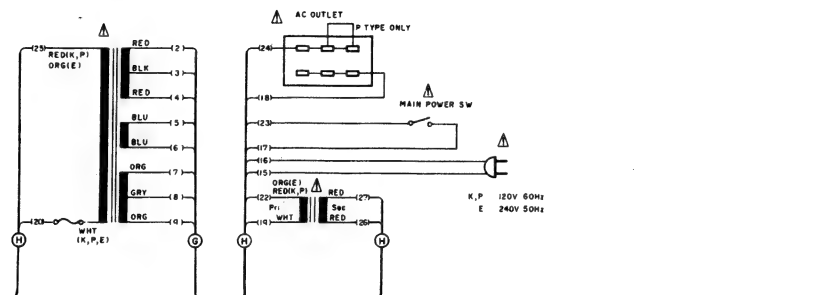 AC OUTLET
P TYPE ONLY
(25)
RED(K,P)
ORG(E)
RED
(2)
BLK
(3)
RED
(4)
BLU
(5)
BLU
(6)
ORG
(7)
GRY
(8)
ORG
(9)
(20)
WHT
(K,P,E)
H
G
(24)
(18)
MAIN POWER SW
(23)
(17)
(16)
(15)
ORG(E)
RED(K,P)
RED
(22)
(27)
Pri
Sec
WHT
RED
(19)
(26)
H
H
K,P 120V 60Hz
E 240V 50Hz